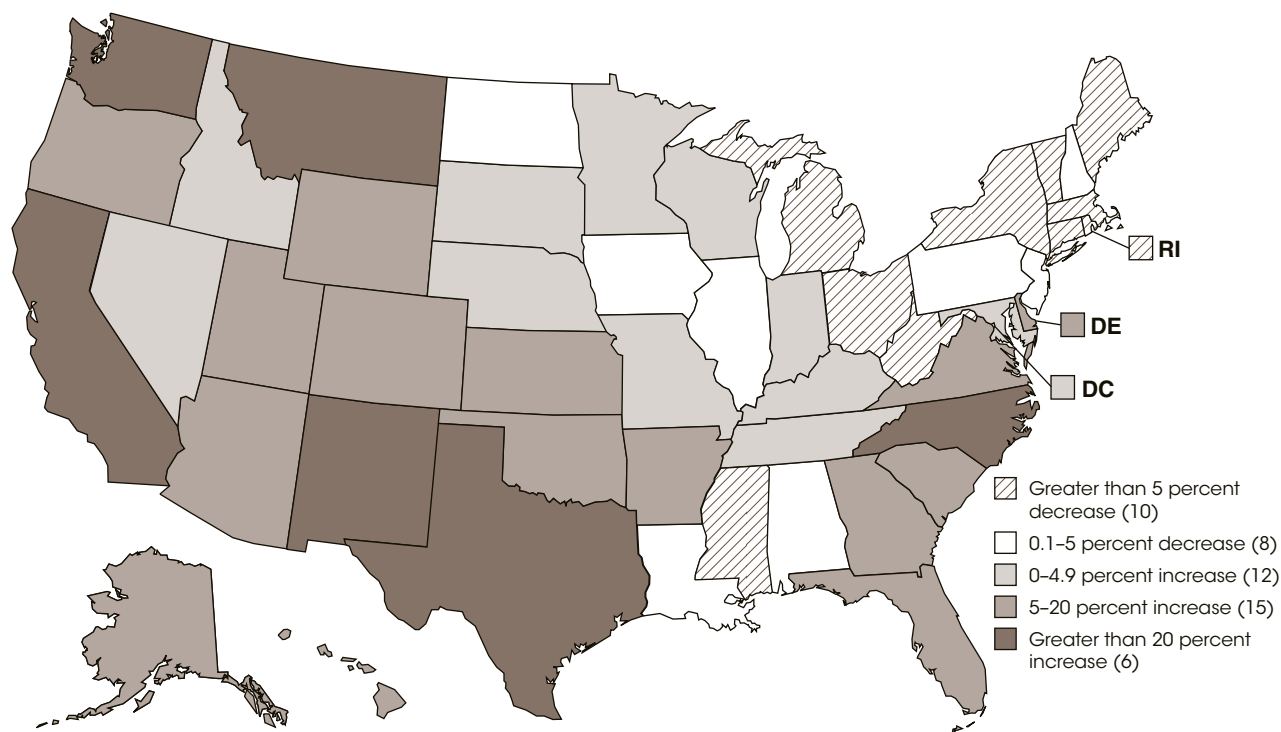 RI
DE
DC
Greater than 5 percent
decrease (10)
0.1–5 percent decrease (8)
0–4.9 percent increase (12)
5–20 percent increase (15)
Greater than 20 percent
increase (6)